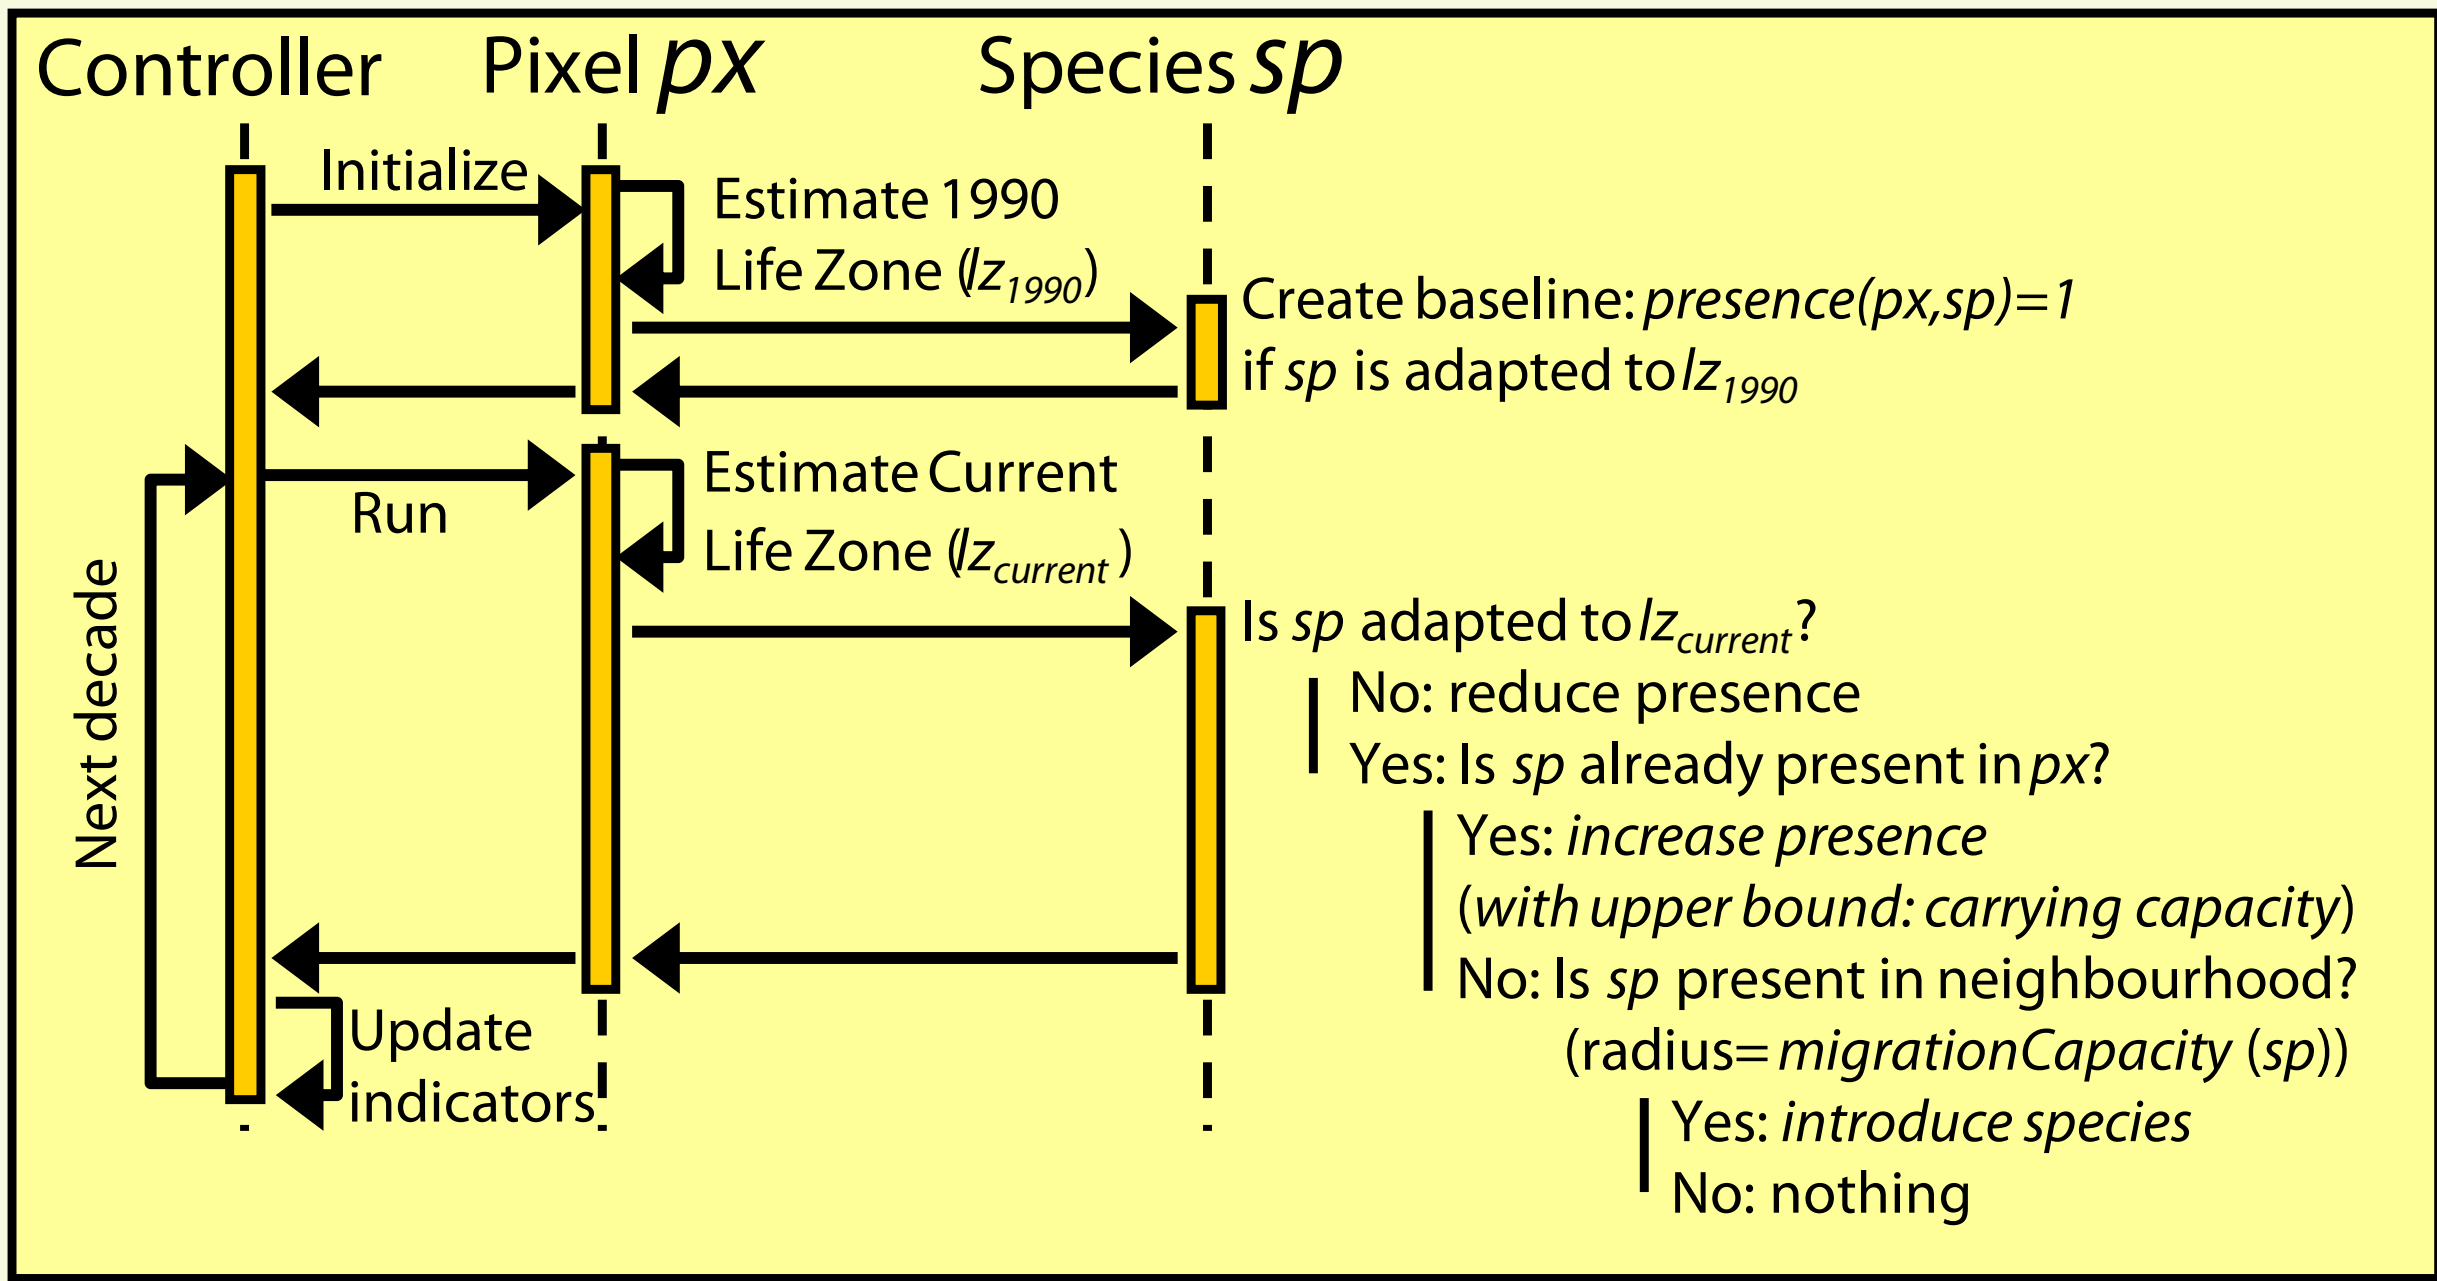 Controller
Pixel px
Species sp
Initialize
Estimate 1990
Life Zone (lz1990)
Create baseline: presence(px,sp)=1
if sp is adapted to lz1990
Run
Estimate Current
Life Zone (lzcurrent)
Next decade
Is sp adapted to lzcurrent?
No: reduce presence
Yes: Is sp already present in px?
Yes: increase presence
(with upper bound: carrying capacity)
No: Is sp present in neighbourhood?
(radius=migrationCapacity (sp))
Yes: introduce species
No: nothing
Update
indicators